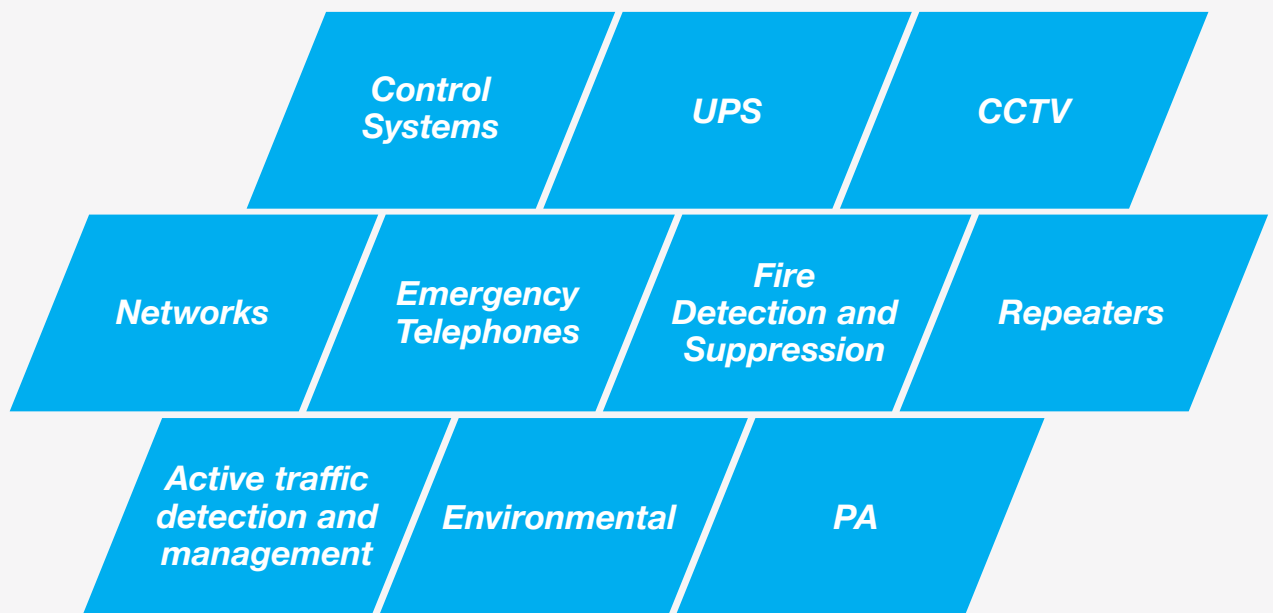 Control
Systems
UPS
CCTV
Networks
Emergency
Telephones
Fire
Detection and
Suppression
Repeaters
Active traffic
detection and
management
Environmental
PA